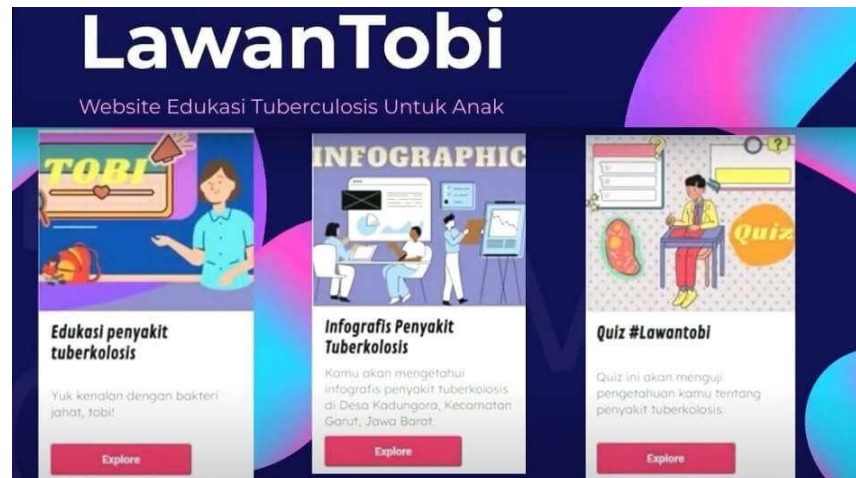 LawanTobi
Website Edukasi Tuberculosis Untuk Anak
TOBI
INFOGRAPHIC
?
?
Quiz
Edukasi penyakit
tuberkolosis
Yuk kenalan dengan bakteri
jahat, tobi!
Explore
Infografis Penyakit
Tuberkolosis
Kamu akan mengetahui
infografis penyakit tuberkolosis
di Desa Kadungora, Kecamatan
Garut, Jawa Barat.
Explore
Quiz #Lawantobi
Quiz ini akan menguji
pengetahuan kamu tentang
penyakit tuberkolosis.
Explore